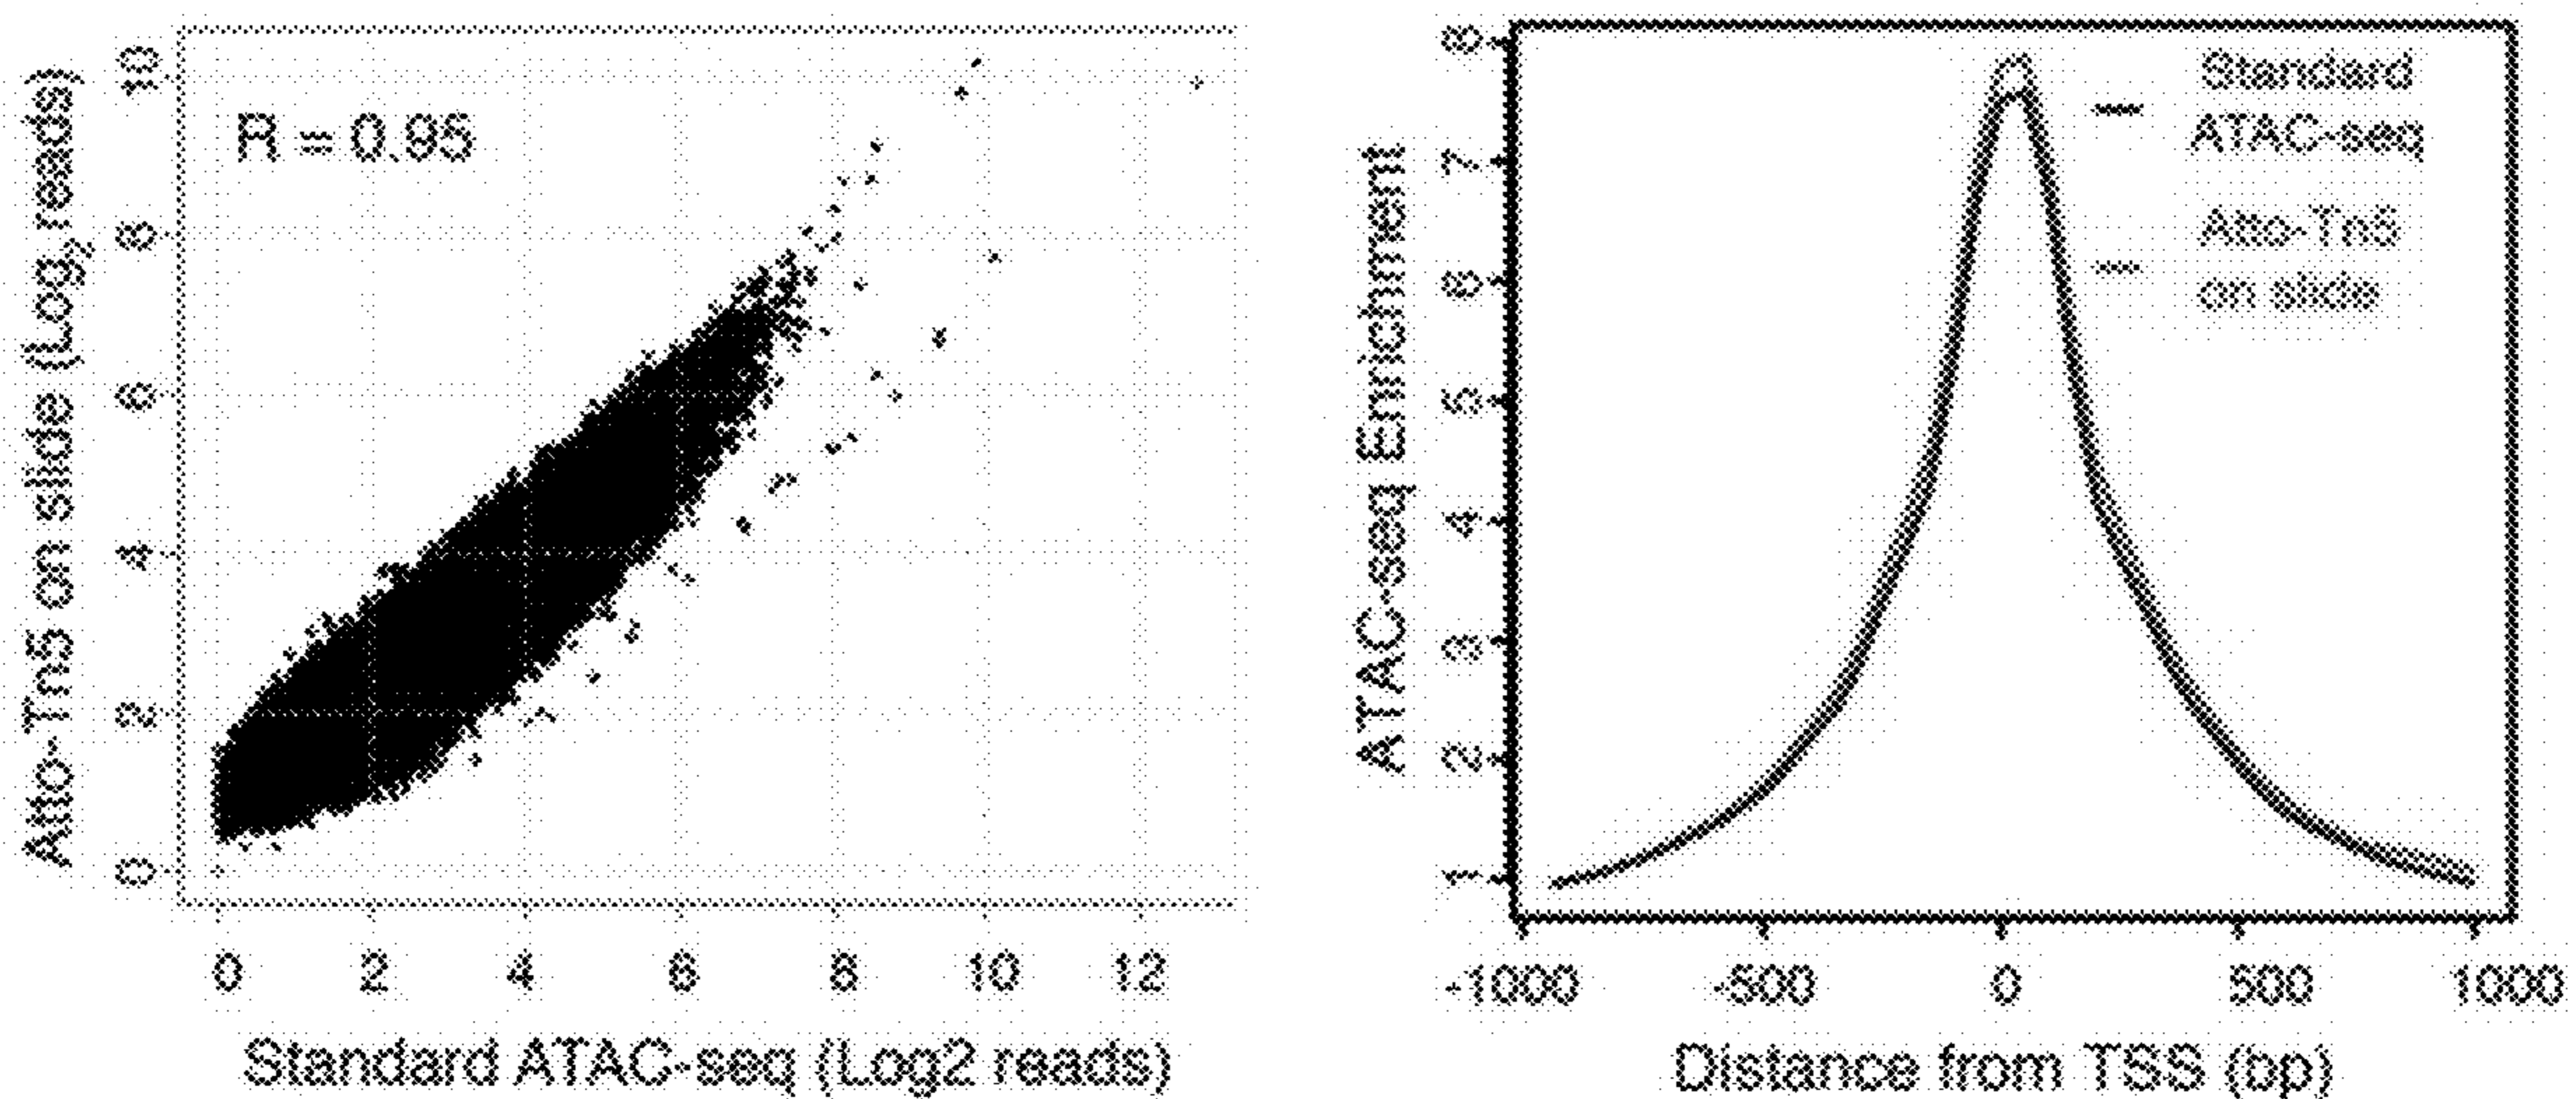 Atto-Tn5 on slide (Log2 reads)
10
8
6
4
2
0
R = 0.95
0 2 4 6 8 10 12
Standard ATAC-seq (Log2 reads)
ATAC-seq Enrichment
8
7
6
5
4
3
2
1
Standard
ATAC-seq
Atto-Tn5
on slide
-1000 -500 0 500 1000
Distance from TSS (bp)